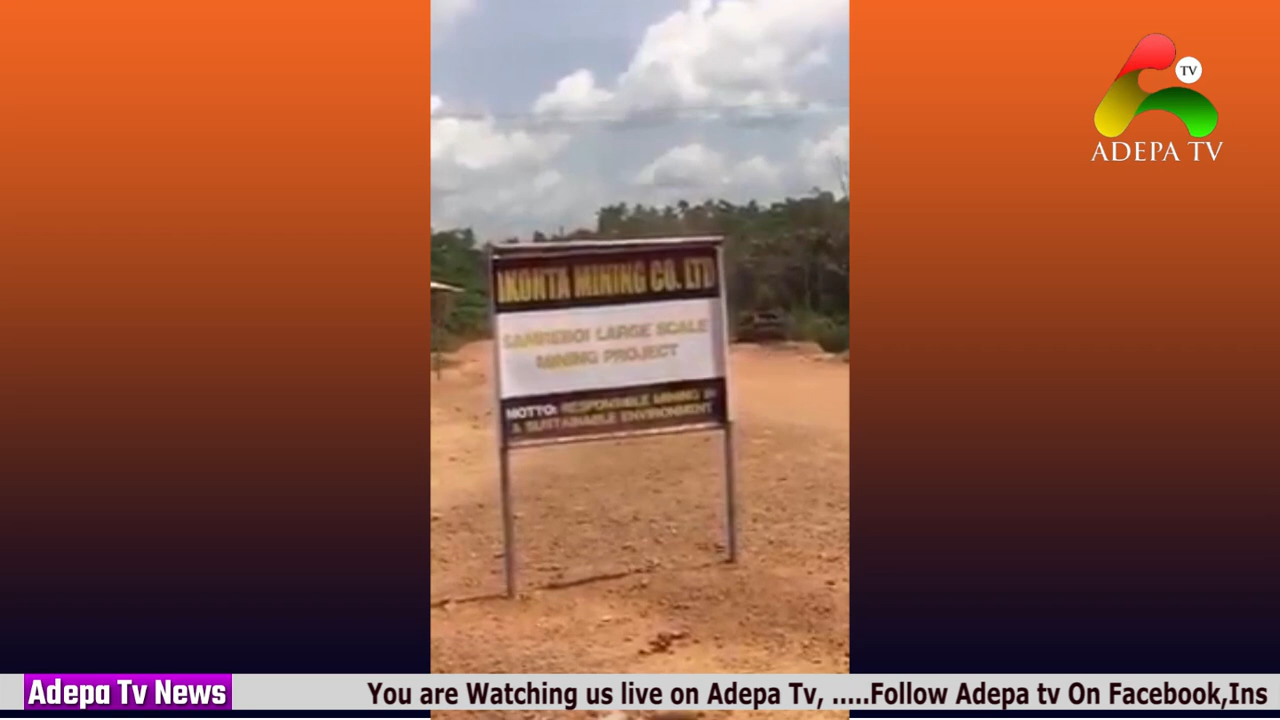 TV
ADEPA TV
MINING CO. LTD
LARGE SCALE
MINING PROJECT
MOTTO: RESPONSIBLE MINING IN
A SUSTAINABLE ENVIRONMENT
Adepa Tv News
You are Watching us live on Adepa Tv, .....Follow Adepa tv On Facebook,Ins